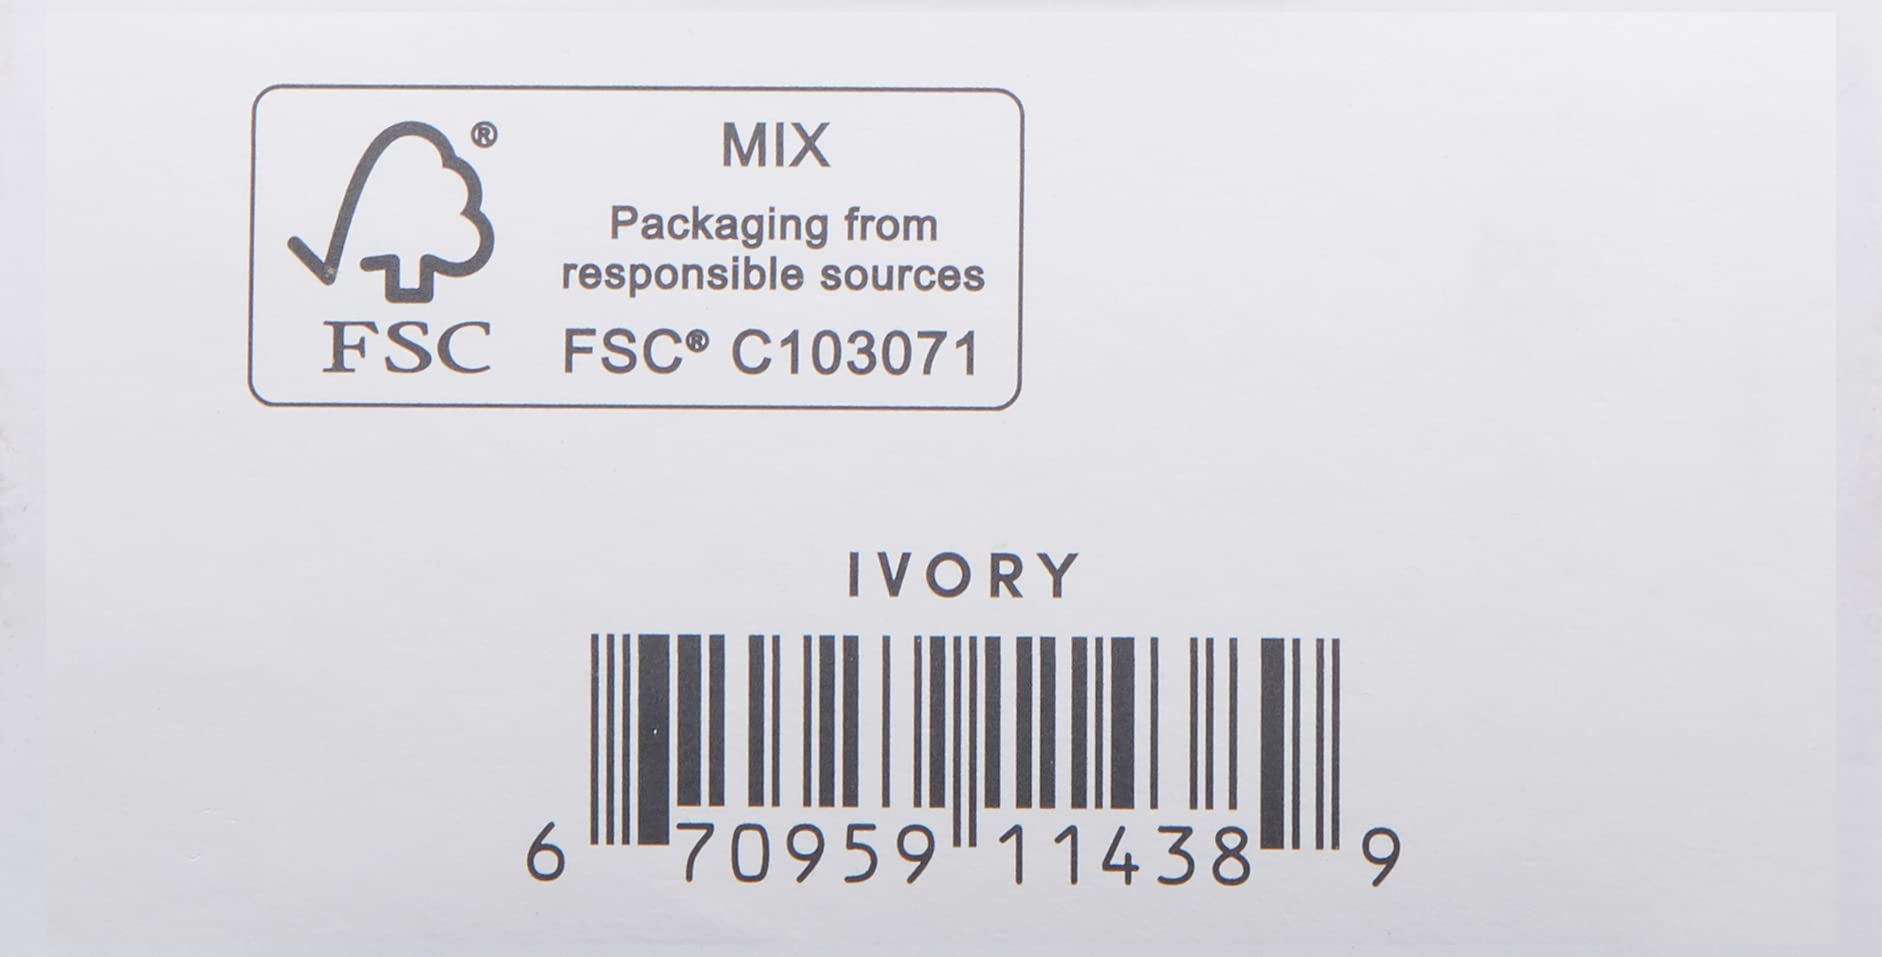 ®
MIX
Packaging from
responsible sources
FSC
FSC® C103071
IVORY
6 70959 11438 9